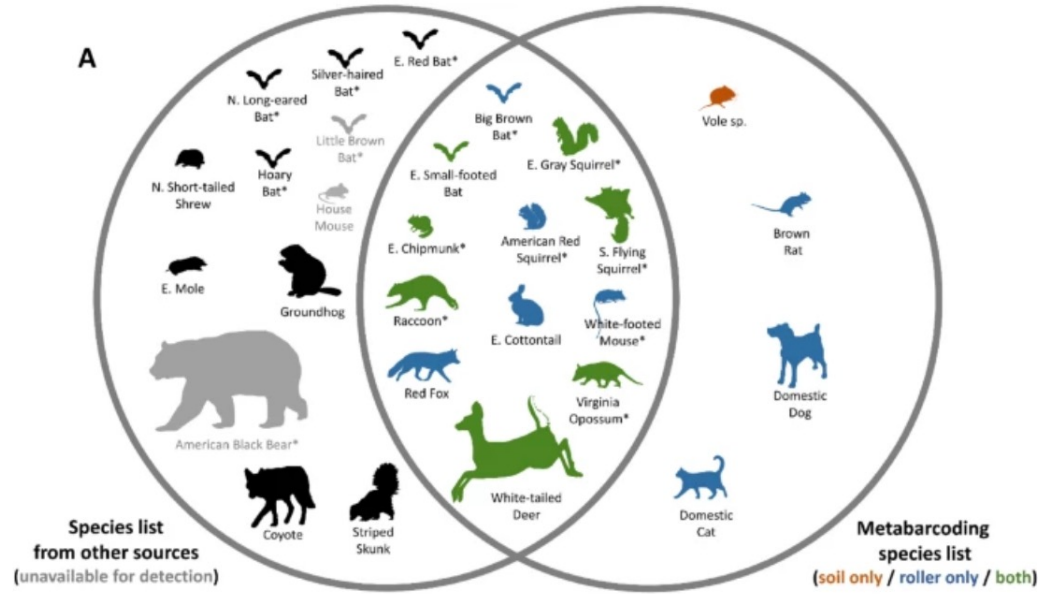 A
E. Red Bat*
Silver-haired
Bat*
N. Long-eared
Bat*
Little Brown
Bat*
N. Short-tailed
Shrew
Hoary
Bat*
House
Mouse
E. Mole
Groundhog
American Black Bear*
Coyote
Striped
Skunk
Species list
from other sources
(unavailable for detection)
Big Brown
Bat*
E. Gray Squirrel*
E. Small-footed
Bat
E. Chipmunk*
American Red
Squirrel*
S. Flying
Squirrel*
Raccoon*
E. Cottontail
White-footed
Mouse*
Red Fox
Virginia
Opossum*
White-tailed
Deer
Vole sp.
Brown
Rat
Domestic
Dog
Domestic
Cat
Metabarcoding
species list
(soil only / roller only / both)